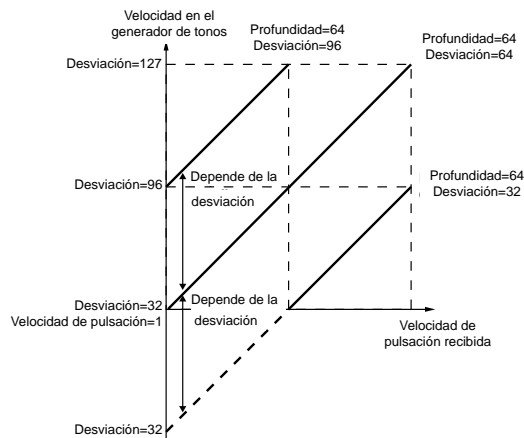 Velocidad en el
generador de tonos
Profundidad=64
Desviación=96
Profundidad=64
Desviación=64
Desviación=127
Depende de la
desviación
Desviación=96
Profundidad=64
Desviación=32
Desviación=32
Velocidad de pulsación=1
Depende de la
desviación
Velocidad de
pulsación recibida
Desviación=32